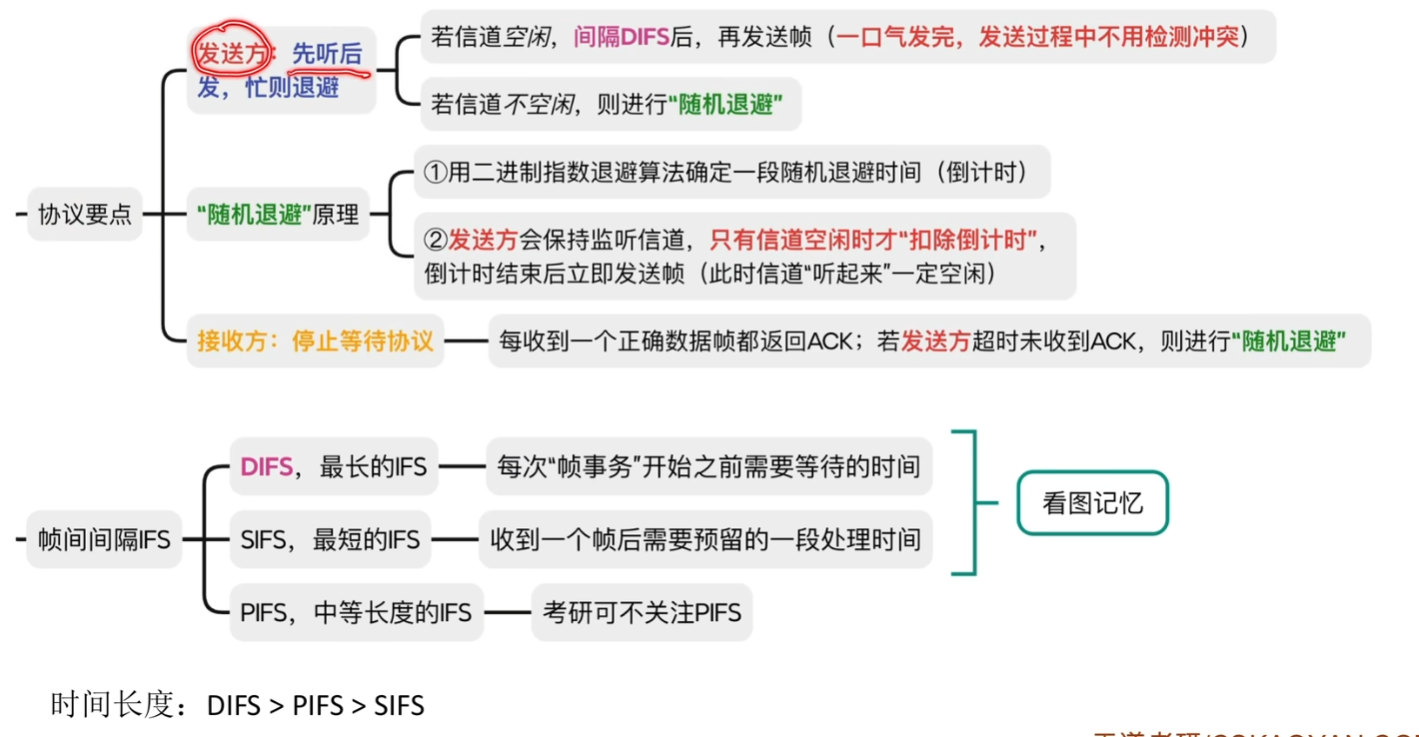 若信道空闲，间隔DIFS后，再发送帧（一口气发完，发送过程中不用检测冲突）
发送方：先听后
发，忙则退避
若信道不空闲，则进行“随机退避”
①用二进制指数退避算法确定一段随机退避时间（倒计时）
协议要点
“随机退避”原理
②发送方会保持监听信道，只有信道空闲时才“扣除倒计时”，
倒计时结束后立即发送帧（此时信道“听起来”一定空闲）
接收方：停止等待协议
每收到一个正确数据帧都返回ACK；若发送方超时未收到ACK，则进行“随机退避”
DIFS，最长的IFS
每次“帧事务”开始之前需要等待的时间
看图记忆
帧间间隔IFS
SIFS，最短的IFS
收到一个帧后需要预留的一段处理时间
PIFS，中等长度的IFS
考研可不关注PIFS
时间长度：DIFS > PIFS > SIFS